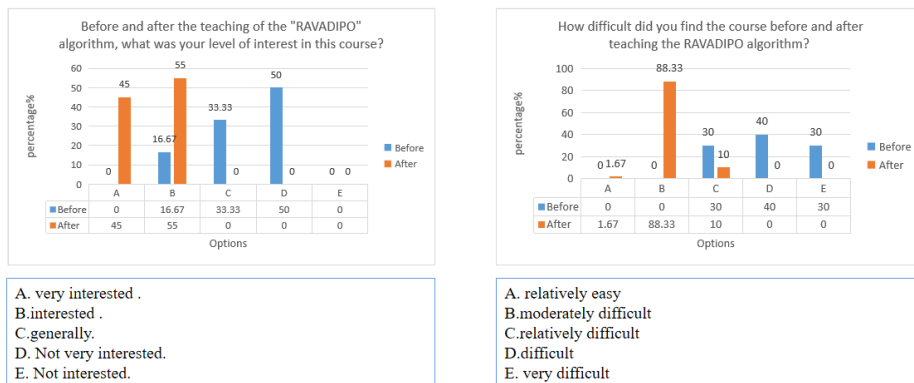 Before and after the teaching of the "RAVADIPO"
algorithm, what was your level of interest in this course?
percentage%
60
50
40
30
20
10
0
0
45
16.67
55
33.33
0
50
0
0
0
Before
After
A B C D E
Before 0 16.67 33.33 50 0
After 45 55 0 0 0
Options
A. very interested .
B.interested .
C.generally.
D. Not very interested.
E. Not interested.
How difficult did you find the course before and after
teaching the RAVADIPO algorithm?
percentage%
100
80
60
40
20
0
0
1.67
0
88.33
30
10
40
0
30
0
Before
After
A B C D E
Before 0 0 30 40 30
After 1.67 88.33 10 0 0
Options
A. relatively easy
B.moderately difficult
C.relatively difficult
D.difficult
E. very difficult